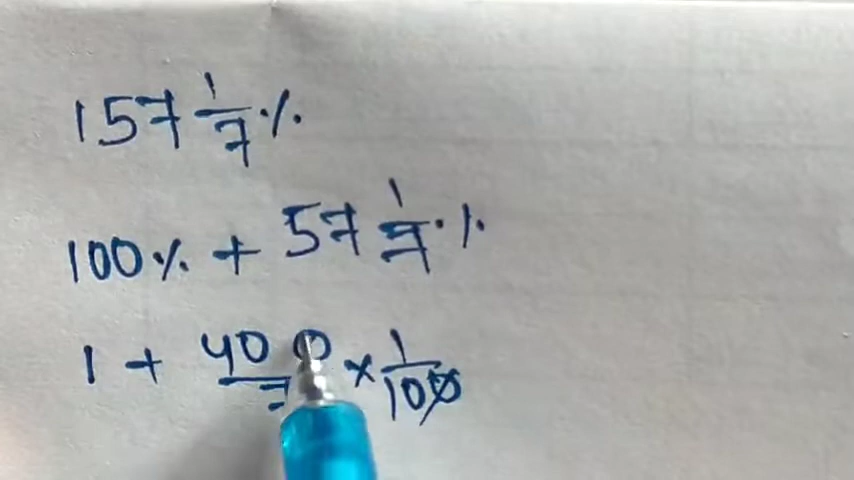 157 1/7 %
100% + 57 1/7 %
1 + 400/7 × 1/100